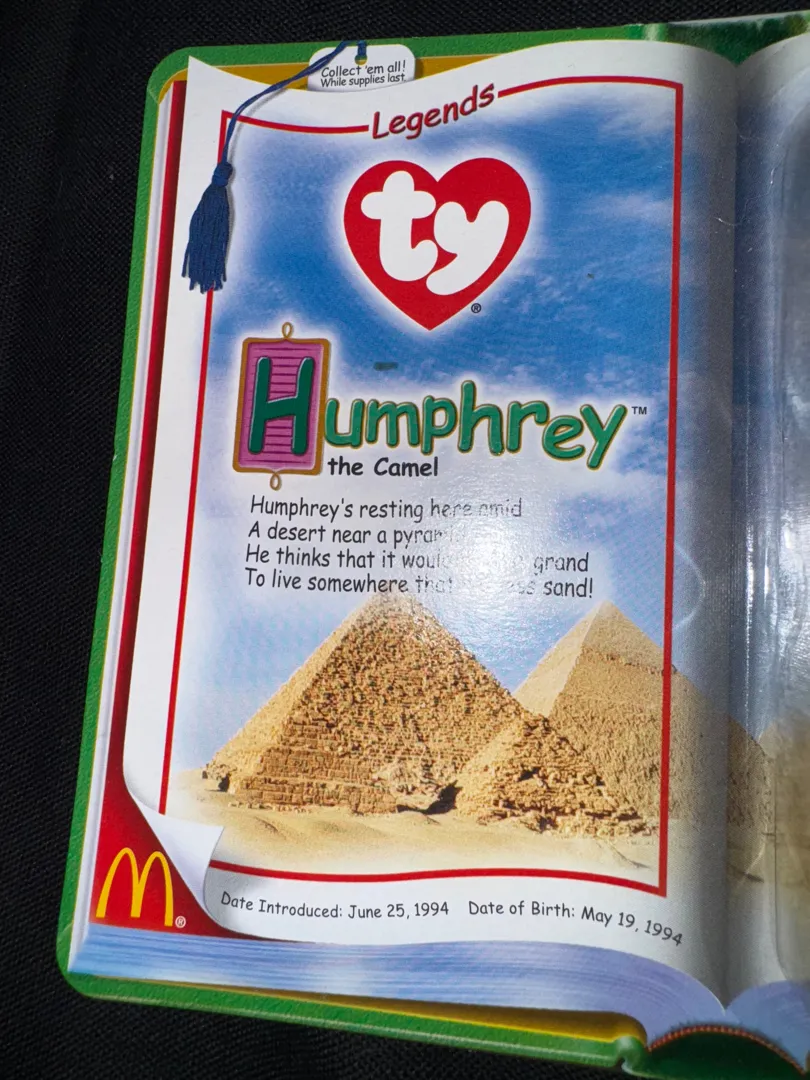 Collect 'em all!
While supplies last.
Legends
ty
®
Humphrey™
the Camel
Humphrey's resting here amid
A desert near a
He thinks that it grand
To live somewhere sand!
®
Date Introduced: June 25, 1994 Date of Birth: May 19, 1994